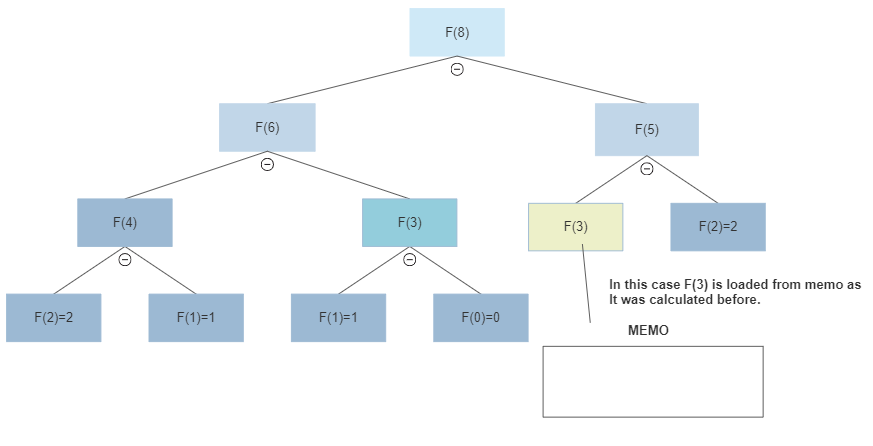 F(8)
F(6)
F(5)
F(4)
F(3)
F(3)
F(2)=2
F(2)=2
F(1)=1
F(1)=1
F(0)=0
In this case F(3) is loaded from memo as
It was calculated before.
MEMO